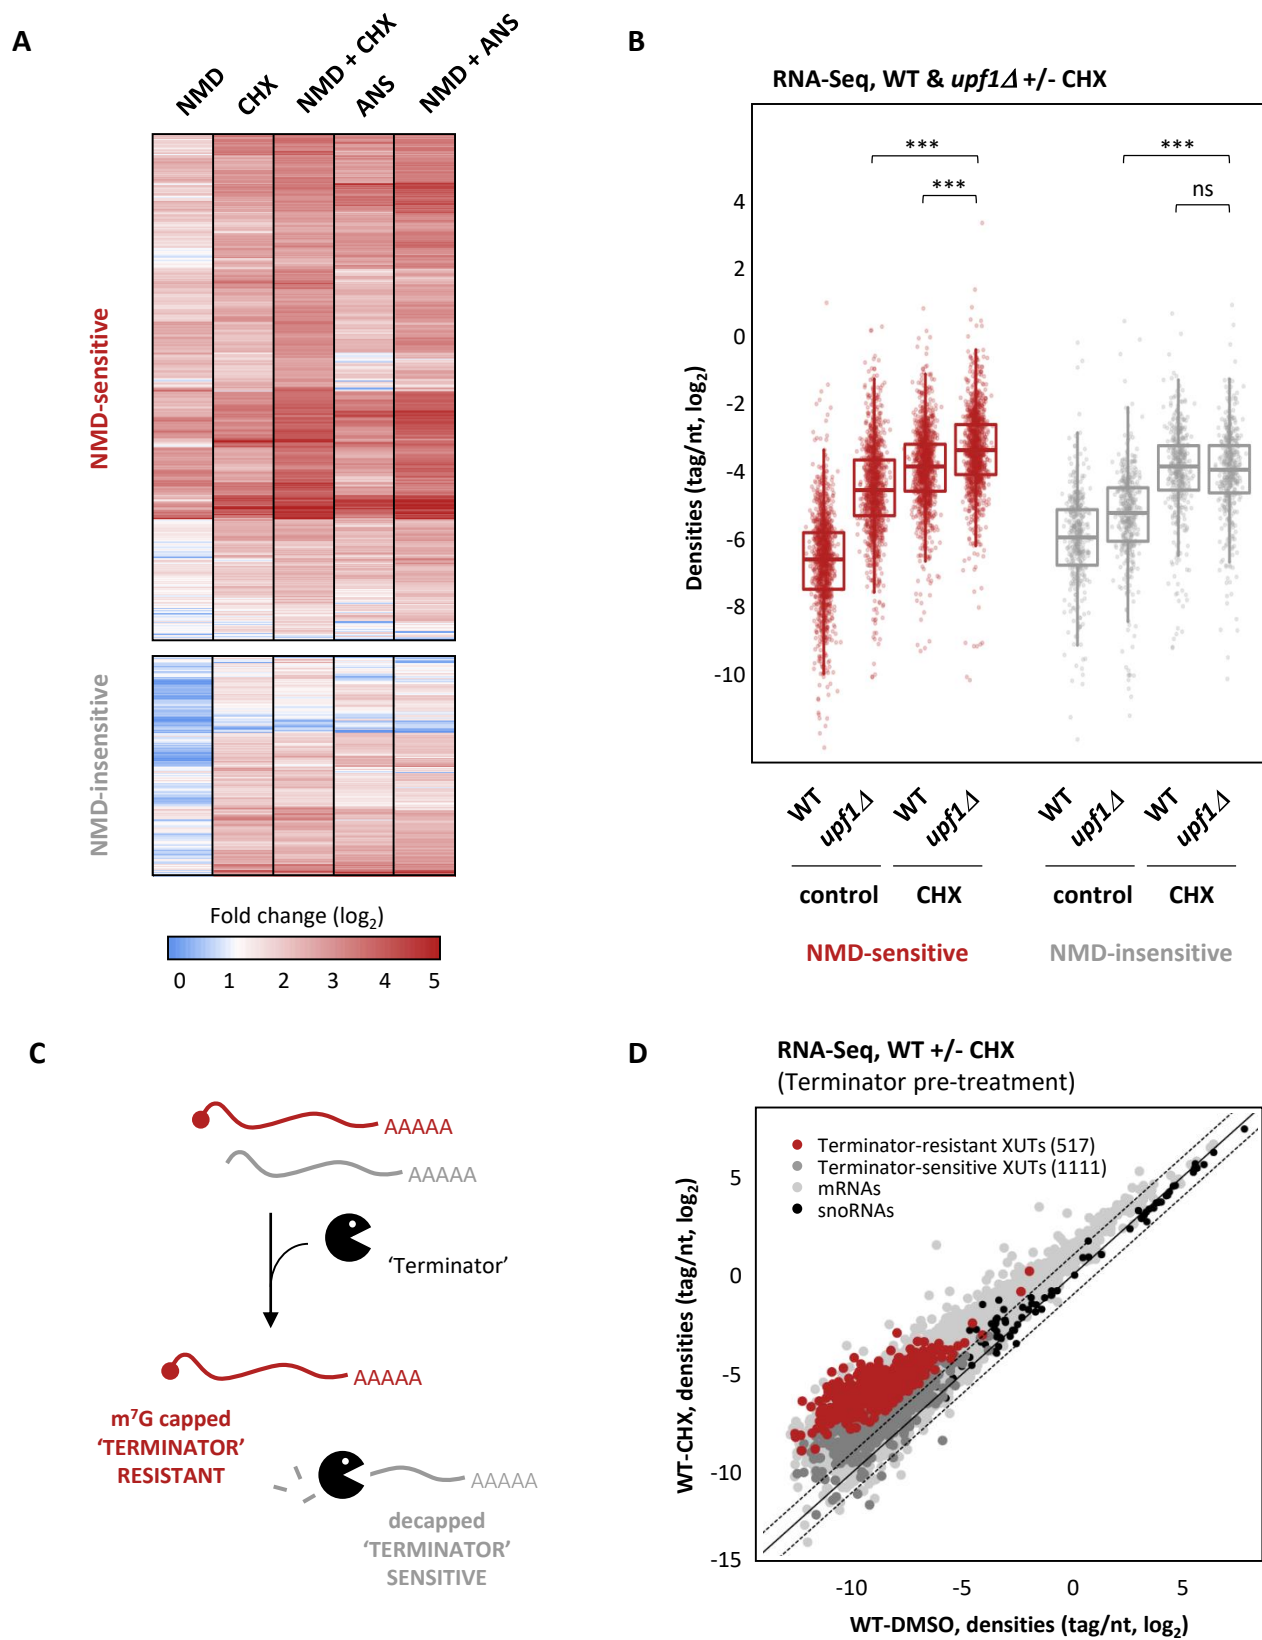 A
NMD
CHX
NMD + CHX
ANS
NMD + ANS
NMD-sensitive
NMD-insensitive
Fold change (log₂)
0 1 2 3 4 5
B
RNA-Seq, WT & upf1Δ +/- CHX
***
***
***
ns
Densities (tag/nt, log₂)
4
2
0
-2
-4
-6
-8
-10
WT
upf1Δ
WT
upf1Δ
WT
upf1Δ
WT
upf1Δ
control
CHX
control
CHX
NMD-sensitive
NMD-insensitive
C
AAAAA
AAAAA
‘Terminator’
AAAAA
m⁷G capped
‘TERMINATOR’
RESISTANT
AAAAA
decapped
‘TERMINATOR’
SENSITIVE
D
RNA-Seq, WT +/- CHX
(Terminator pre-treatment)
Terminator-resistant XUTs (517)
Terminator-sensitive XUTs (1111)
mRNAs
snoRNAs
WT-CHX, densities (tag/nt, log₂)
5
0
-5
-10
-15
-10 -5 0 5
WT-DMSO, densities (tag/nt, log₂)